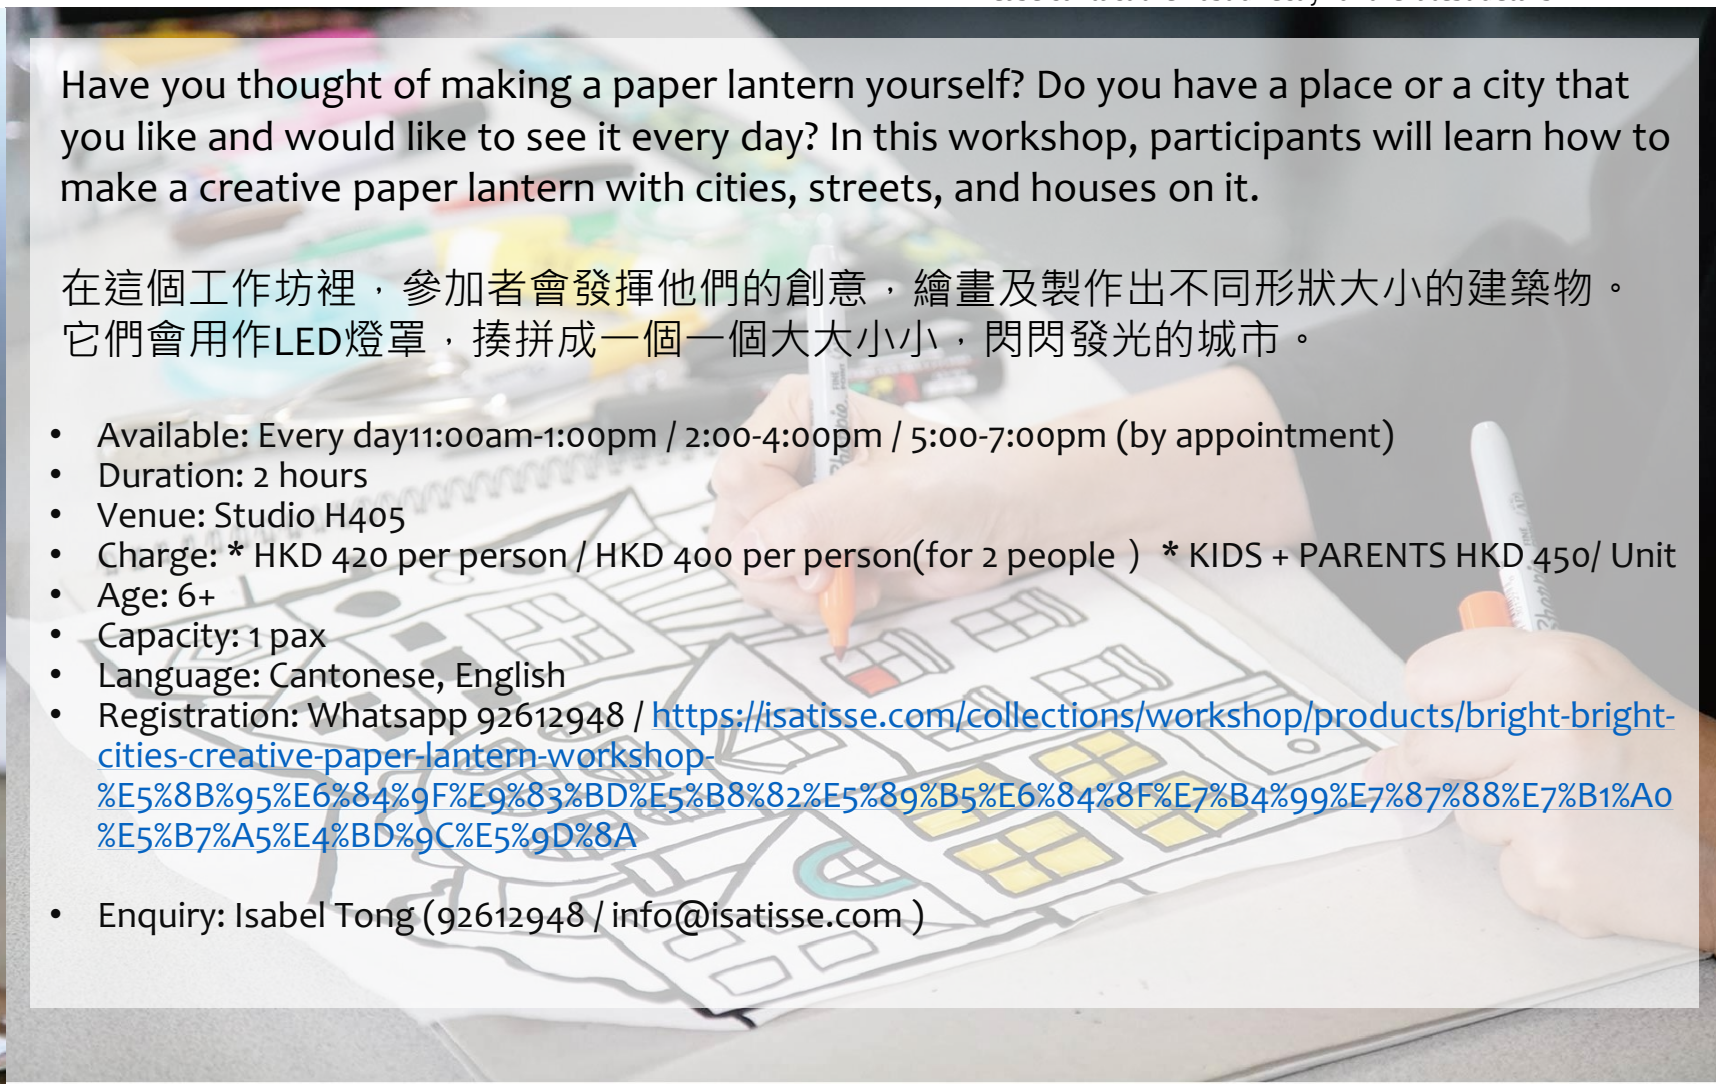 Have you thought of making a paper lantern yourself? Do you have a place or a city that
you like and would like to see it every day? In this workshop, participants will learn how to
make a creative paper lantern with cities, streets, and houses on it.
在這個工作坊裡，參加者會發揮他們的創意，繪畫及製作出不同形狀大小的建築物。
它們會用作LED燈罩，揍拼成一個一個大大小小，閃閃發光的城市。
• Available: Every day11:00am-1:00pm / 2:00-4:00pm / 5:00-7:00pm (by appointment)
• Duration: 2 hours
• Venue: Studio H405
• Charge: * HKD 420 per person / HKD 400 per person(for 2 people ) * KIDS + PARENTS HKD 450/ Unit
• Age: 6+
• Capacity: 1 pax
• Language: Cantonese, English
• Registration: Whatsapp 92612948 / https://isatisse.com/collections/workshop/products/bright-bright-
cities-creative-paper-lantern-workshop-
%E5%8B%95%E6%84%9F%E9%83%BD%E5%B8%82%E5%89%B5%E6%84%8F%E7%B4%99%E7%87%88%E7%B1%A0
%E5%B7%A5%E4%BD%9C%E5%9D%8A
• Enquiry: Isabel Tong (92612948 / info@isatisse.com )